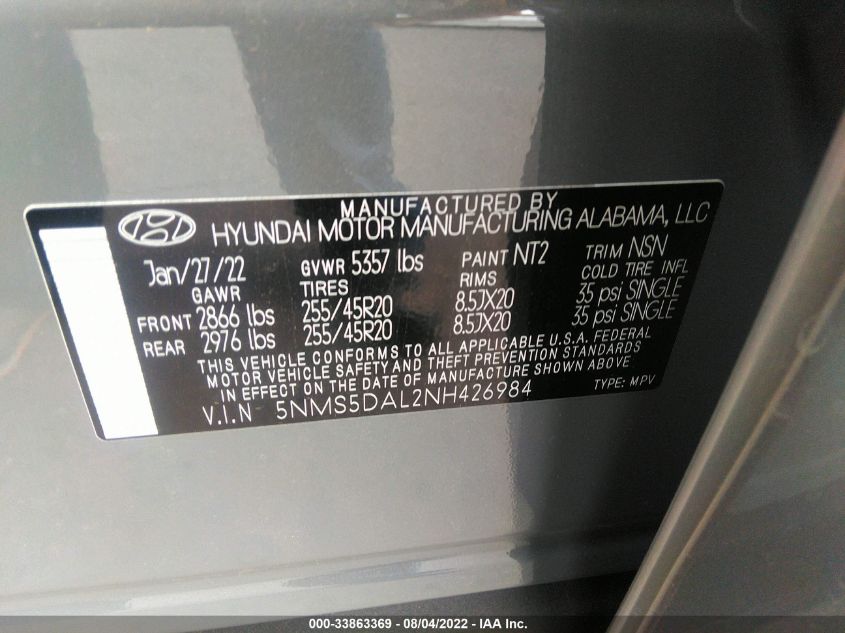 MANUFACTURED BY
HYUNDAI MOTOR MANUFACTURING ALABAMA, LLC
Jan/27/22 GVWR 5357 lbs PAINT NT2 TRIM NSN
GAWR TIRES RIMS COLD TIRE INFL
FRONT 2866 lbs 255/45R20 8.5JX20 35 psi SINGLE
REAR 2976 lbs 255/45R20 8.5JX20 35 psi SINGLE
THIS VEHICLE CONFORMS TO ALL APPLICABLE U.S.A. FEDERAL
MOTOR VEHICLE SAFETY AND THEFT PREVENTION STANDARDS
IN EFFECT ON THE DATE OF MANUFACTURE SHOWN ABOVE
V.I.N 5NMS5DAL2NH426984 TYPE: MPV
000-33863369 - 08/04/2022 - IAA Inc.